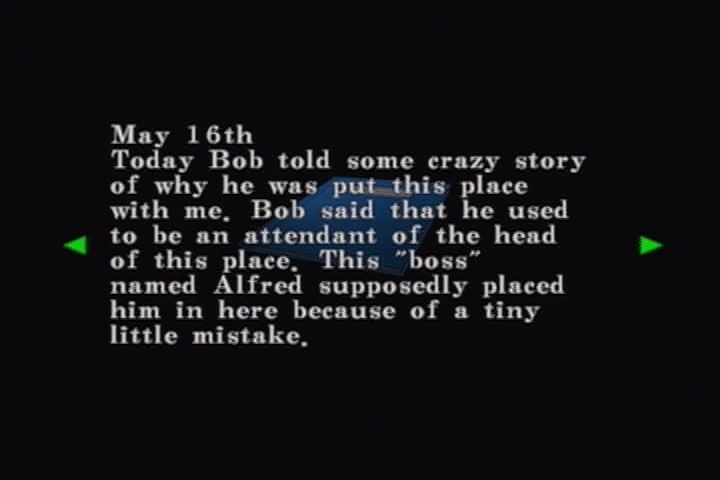 May 16th
Today Bob told some crazy story
of why he was put this place
with me. Bob said that he used
to be an attendant of the head
of this place. This "boss"
named Alfred supposedly placed
him in here because of a tiny
little mistake.